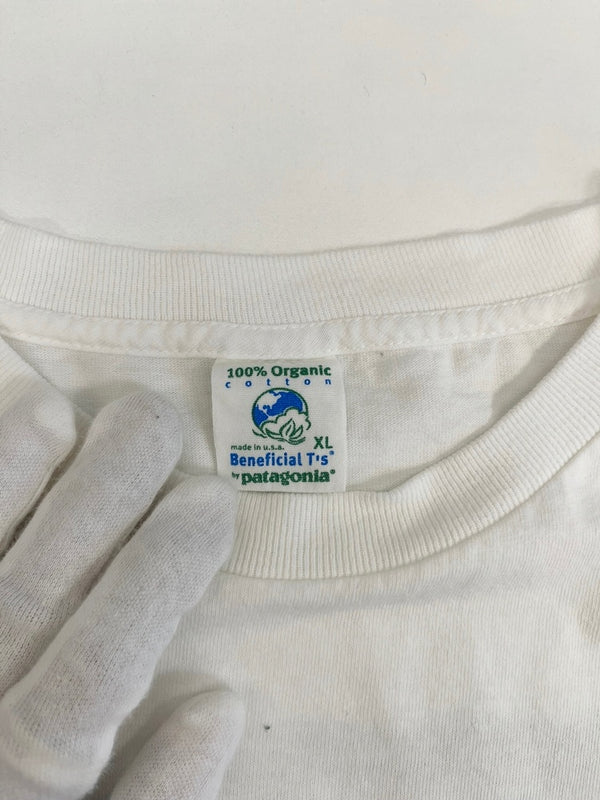 100% Organic
cotton
made in u.s.a. XL
Beneficial T's®
by patagonia®